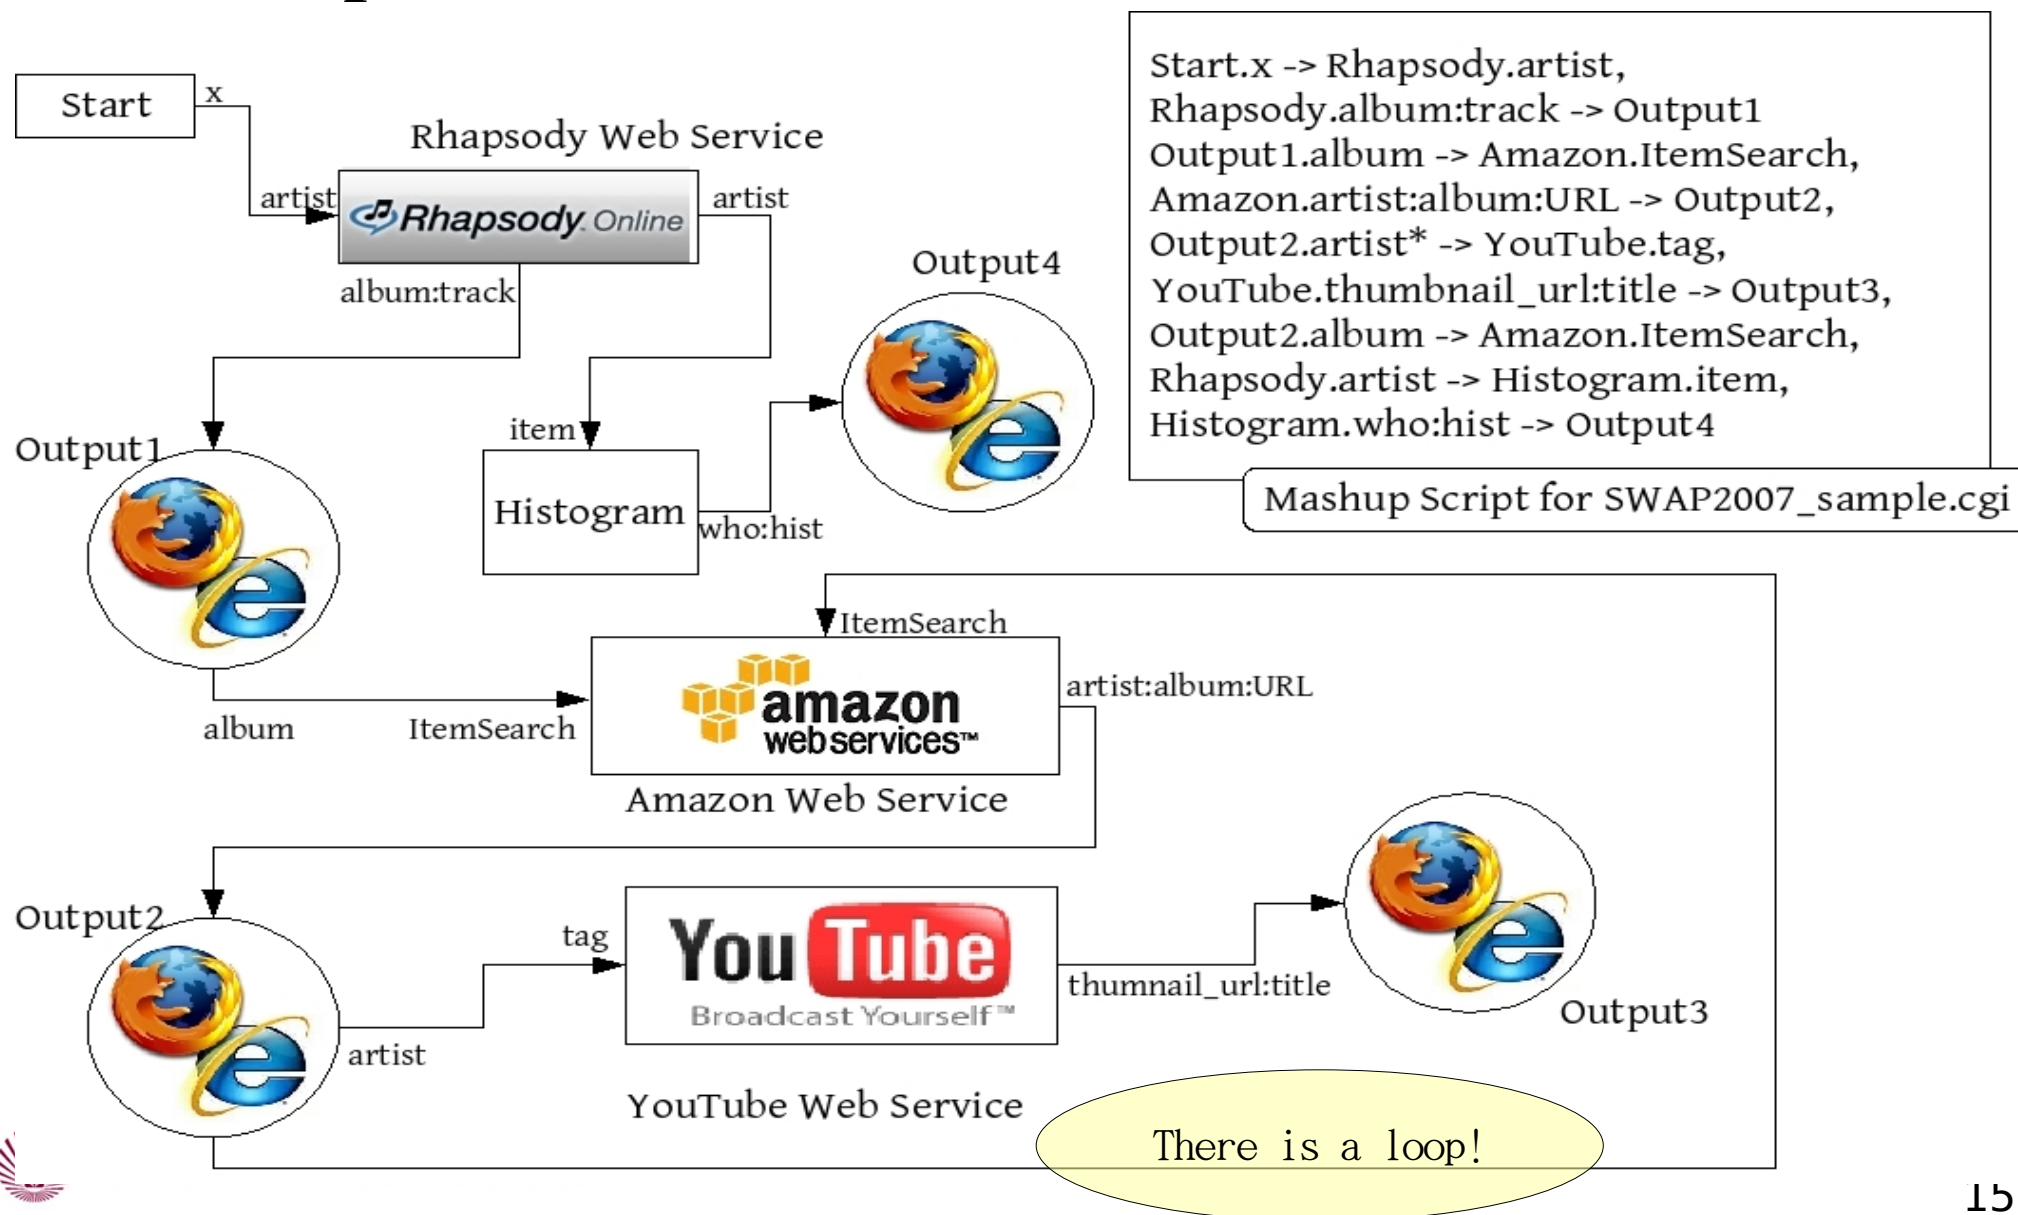 Start
x
Rhapsody Web Service
artist
Rhapsody Online
artist
album:track
Output4
Output1
item
Histogram
who:hist
Start.x -> Rhapsody.artist,
Rhapsody.album:track -> Output1
Output1.album -> Amazon.ItemSearch,
Amazon.artist:album:URL -> Output2,
Output2.artist* -> YouTube.tag,
YouTube.thumbnail_url:title -> Output3,
Output2.album -> Amazon.ItemSearch,
Rhapsody.artist -> Histogram.item,
Histogram.who:hist -> Output4
Mashup Script for SWAP2007_sample.cgi
ItemSearch
album
ItemSearch
amazon
webservices™
artist:album:URL
Amazon Web Service
Output2
tag
YouTube
Broadcast Yourself™
thumnail_url:title
Output3
artist
YouTube Web Service
There is a loop!
15